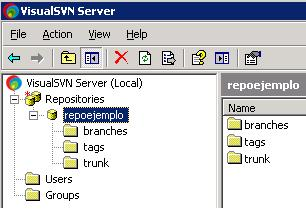 VisualSVN Server
File Action View Help
VisualSVN Server (Local)
Repositories
repoejemplo
branches
tags
trunk
Users
Groups
repoejemplo
Name
branches
tags
trunk